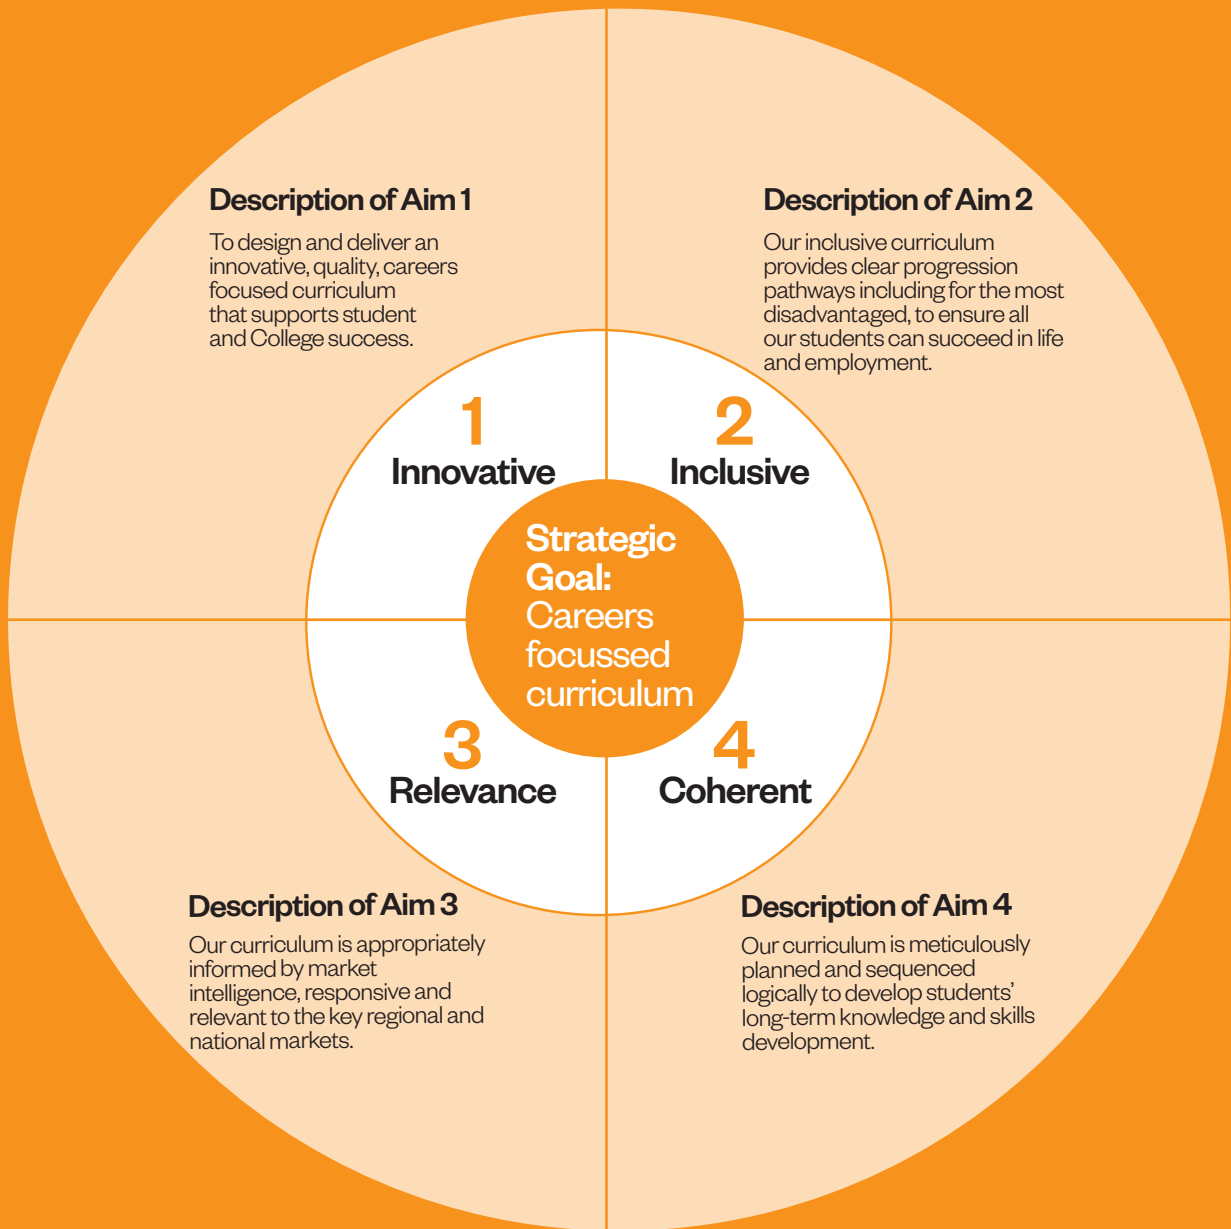 Description of Aim 1
To design and deliver an
innovative, quality, careers
focused curriculum
that supports student
and College success.
Description of Aim 2
Our inclusive curriculum
provides clear progression
pathways including for the most
disadvantaged, to ensure all
our students can succeed in life
and employment.
1
Innovative
2
Inclusive
Strategic
Goal:
Careers
focussed
curriculum
3
Relevance
4
Coherent
Description of Aim 3
Our curriculum is appropriately
informed by market
intelligence, responsive and
relevant to the key regional and
national markets.
Description of Aim 4
Our curriculum is meticulously
planned and sequenced
logically to develop students’
long-term knowledge and skills
development.